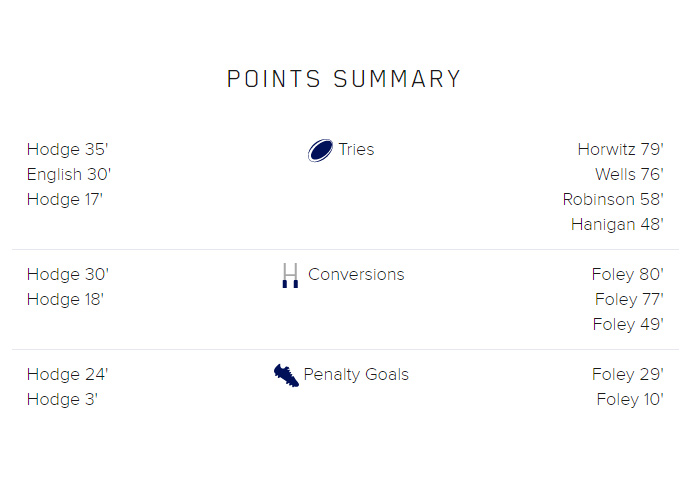 POINTS SUMMARY
Hodge 35' Tries Horwitz 79'
English 30' Wells 76'
Hodge 17' Robinson 58'
Hanigan 48'
Hodge 30' Conversions Foley 80'
Hodge 18' Foley 77'
Foley 49'
Hodge 24' Penalty Goals Foley 29'
Hodge 3' Foley 10'